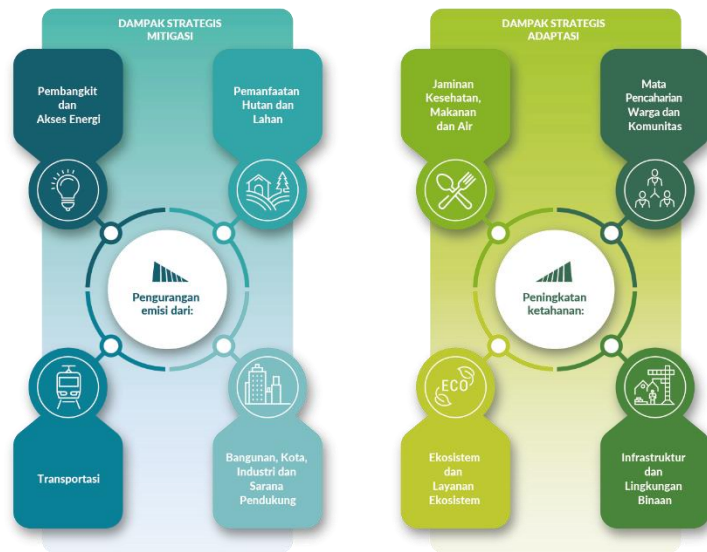 DAMPAK STRATEGIS
MITIGASI
Pembangkit
dan
Akses Energi
Pemanfaatan
Hutan dan
Lahan
Pengurangan
emisi dari:
Transportasi
Bangunan, Kota,
Industri dan
Sarana
Pendukung
DAMPAK STRATEGIS
ADAPTASI
Jaminan
Kesehatan,
Makanan
dan Air
Mata
Pencaharian
Warga dan
Komunitas
Peningkatan
ketahanan:
ECO
Ekosistem
dan
Layanan
Ekosistem
Infrastruktur
dan
Lingkungan
Binaan